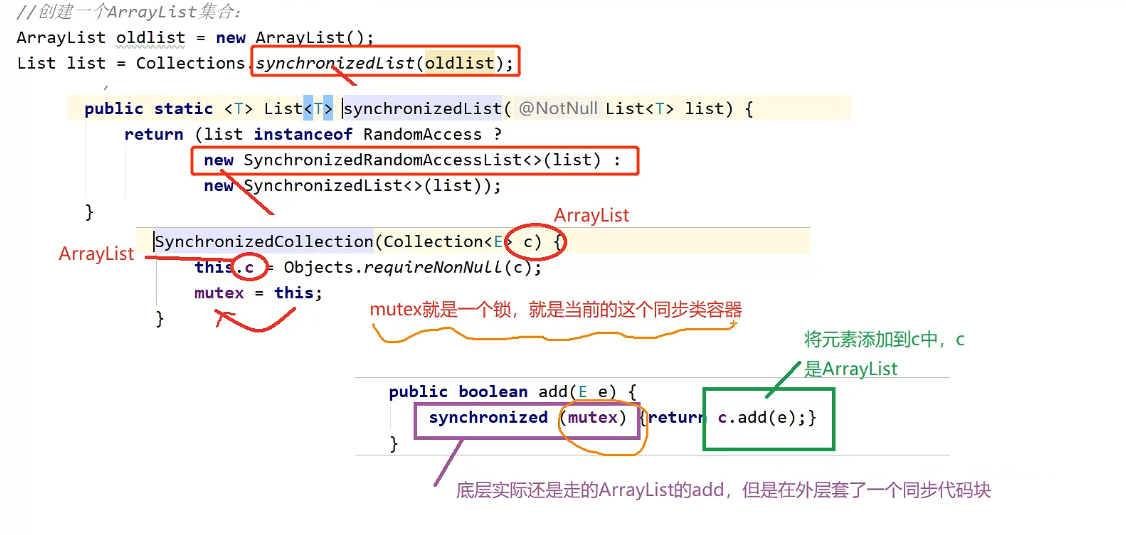 //创建一个ArrayList集合:
ArrayList oldlist = new ArrayList();
List list = Collections.synchronizedList(oldlist);
public static <T> List<T> synchronizedList( @NotNull List<T> list) {
return (list instanceof RandomAccess ?
new SynchronizedRandomAccessList<>(list) :
new SynchronizedList<>(list));
}
ArrayList
SynchronizedCollection(Collection<E> c) {
ArrayList
this.c = Objects.requireNonNull(c);
mutex = this;
}
mutex就是一个锁，就是当前的这个同步类容器
将元素添加到c中，c
是ArrayList
public boolean add(E e) {
synchronized (mutex) {return c.add(e);}
}
底层实际还是走的ArrayList的add，但是在外层套了一个同步代码块